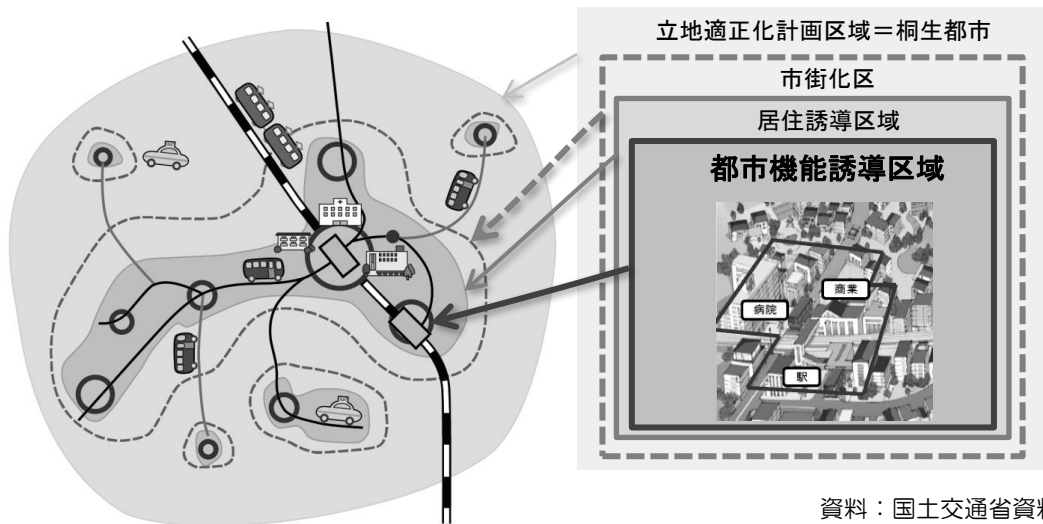 立地適正化計画区域＝桐生都市
市街化区
居住誘導区域
都市機能誘導区域
商業
病院
駅
資料：国土交通省資料